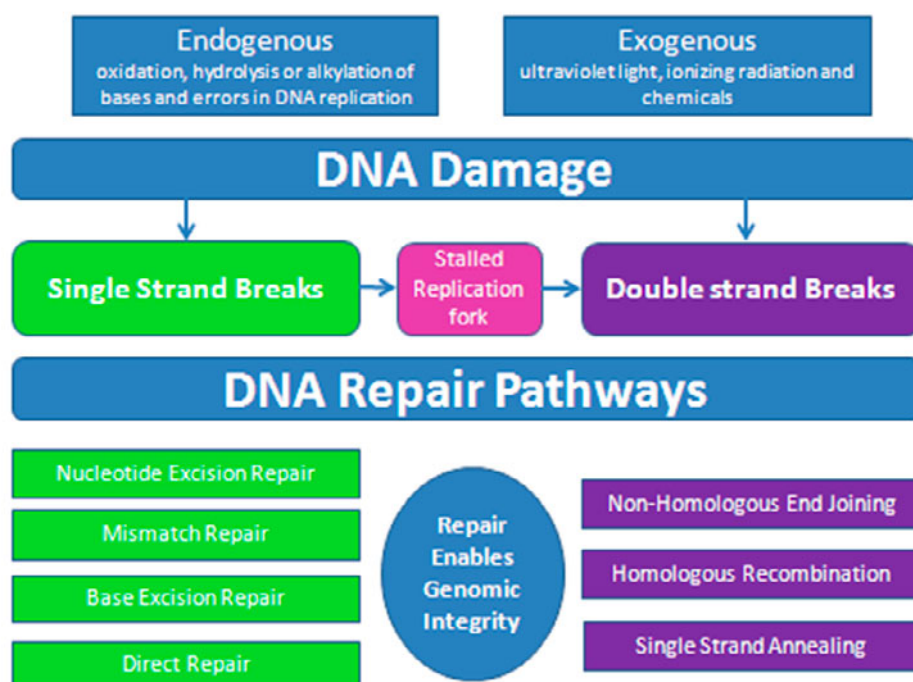 Endogenous
oxidation, hydrolysis or alkylation of
bases and errors in DNA replication
Exogenous
ultraviolet light, ionizing radiation and
chemicals
DNA Damage
Single Strand Breaks
Stalled
Replication
fork
Double strand Breaks
DNA Repair Pathways
Nucleotide Excision Repair
Mismatch Repair
Base Excision Repair
Direct Repair
Repair
Enables
Genomic
Integrity
Non-Homologous End Joining
Homologous Recombination
Single Strand Annealing